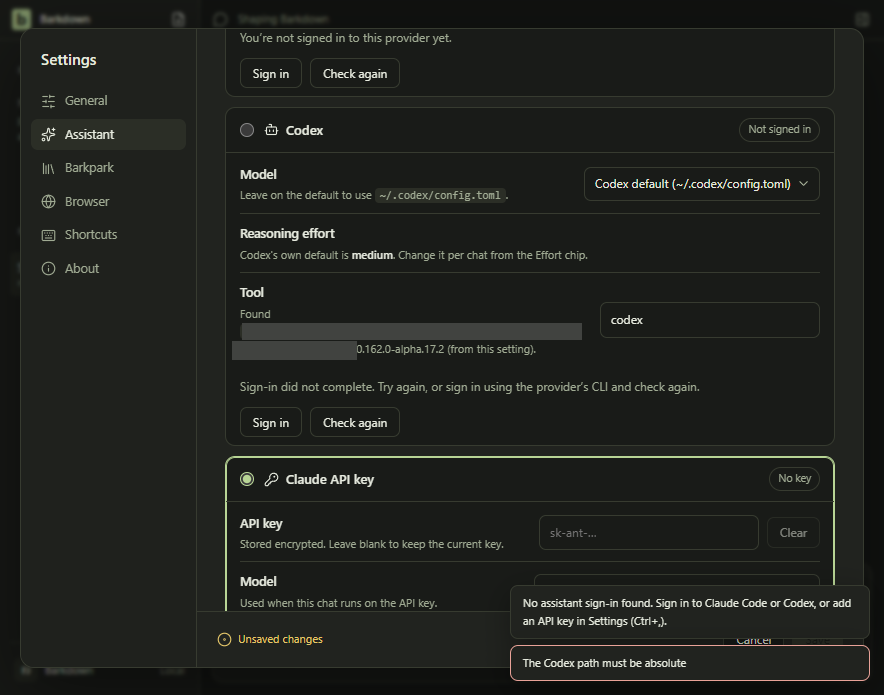 Barkdown
Shaping Barkdown
Settings
General
Assistant
Barkpark
Browser
Shortcuts
About
You're not signed in to this provider yet.
Sign in
Check again
Codex
Not signed in
Model
Leave on the default to use ~/.codex/config.toml.
Codex default (~/.codex/config.toml)
Reasoning effort
Codex's own default is medium. Change it per chat from the Effort chip.
Tool
Found
codex
0.162.0-alpha.17.2 (from this setting).
Sign-in did not complete. Try again, or sign in using the provider's CLI and check again.
Sign in
Check again
Claude API key
No key
API key
Stored encrypted. Leave blank to keep the current key.
sk-ant-...
Clear
Model
Used when this chat runs on the API key.
Unsaved changes
No assistant sign-in found. Sign in to Claude Code or Codex, or add
an API key in Settings (Ctrl+,).
Cancel
The Codex path must be absolute
Barkdown